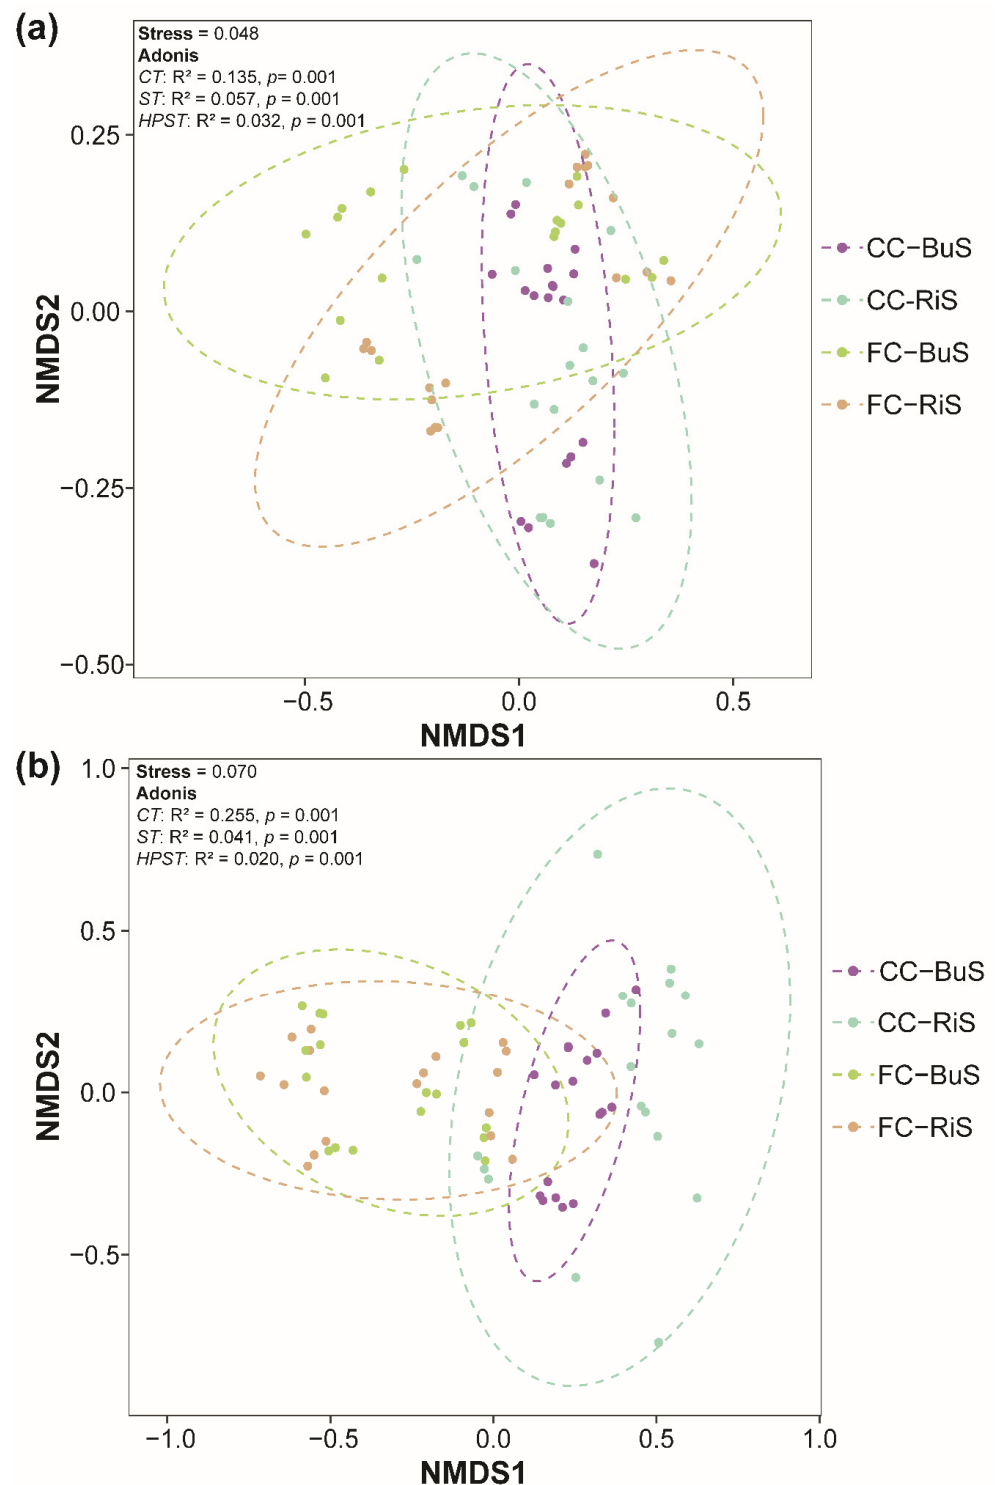 (a)
Stress = 0.048
Adonis
CT: R² = 0.135, p= 0.001
ST: R² = 0.057, p = 0.001
HPST: R² = 0.032, p = 0.001
0.25
0.00
−0.25
−0.50
NMDS2
−0.5 0.0 0.5
NMDS1
CC−BuS
CC-RiS
FC−BuS
FC−RiS
(b)
Stress = 0.070
Adonis
CT: R² = 0.255, p = 0.001
ST: R² = 0.041, p = 0.001
HPST: R² = 0.020, p = 0.001
1.0
0.5
0.0
−0.5
NMDS2
−1.0 −0.5 0.0 0.5 1.0
NMDS1
CC−BuS
CC−RiS
FC−BuS
FC−RiS